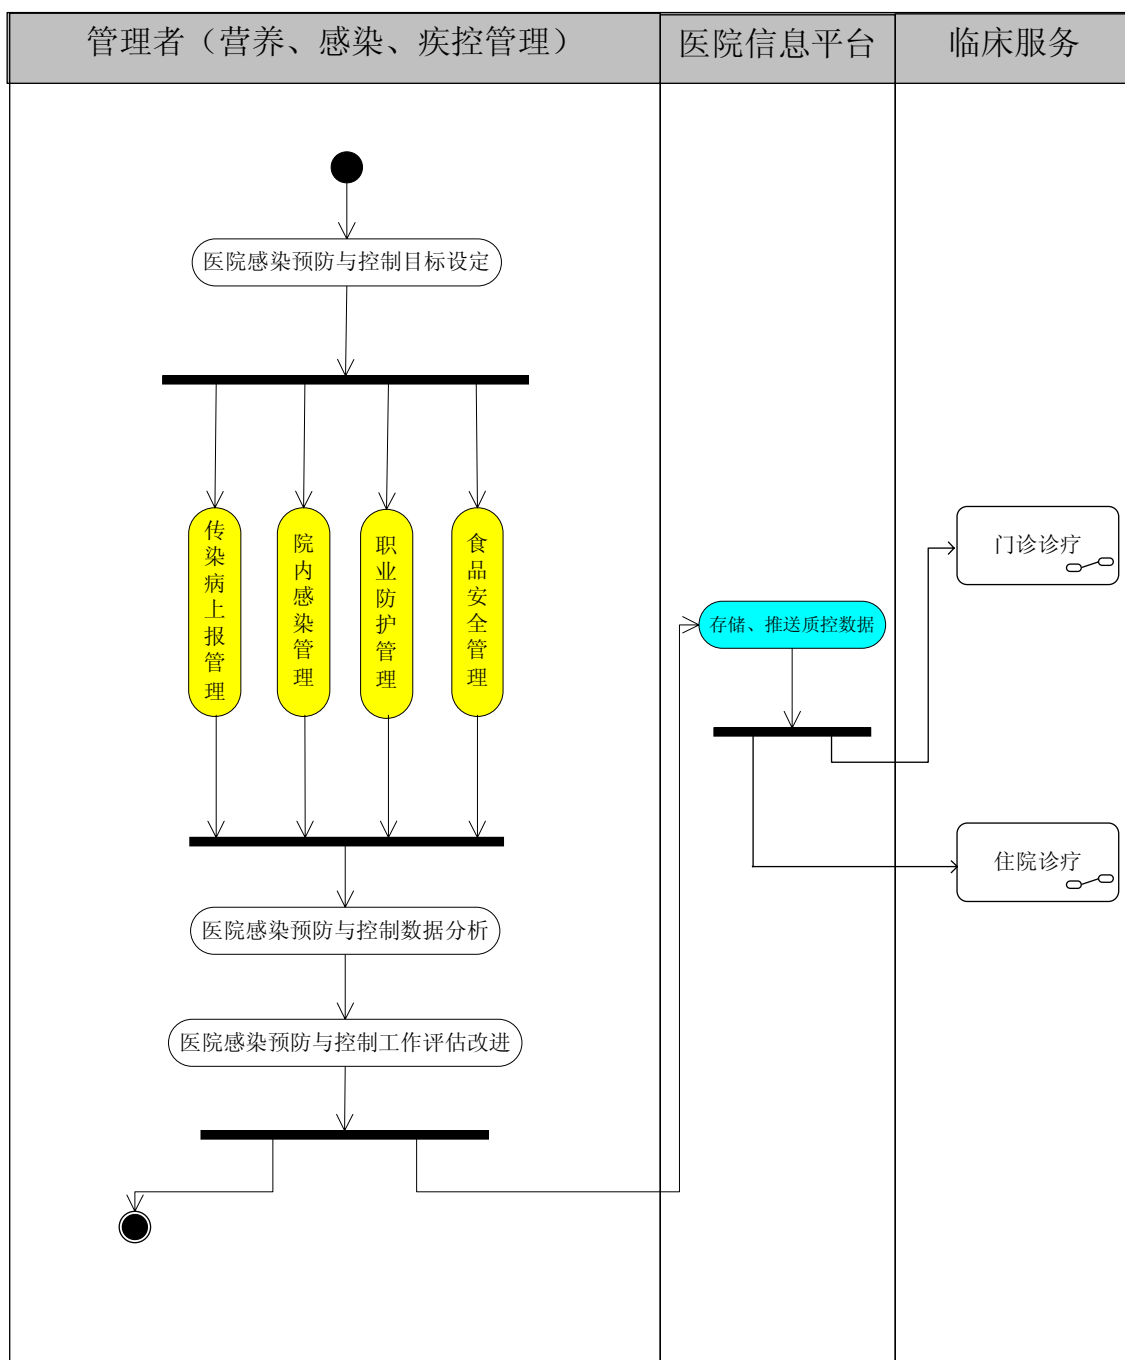 管理者（营养、感染、疾控管理）
医院信息平台
临床服务
医院感染预防与控制目标设定
传染病上报管理
院内感染管理
职业防护管理
食品安全管理
门诊诊疗
存储、推送质控数据
住院诊疗
医院感染预防与控制数据分析
医院感染预防与控制工作评估改进